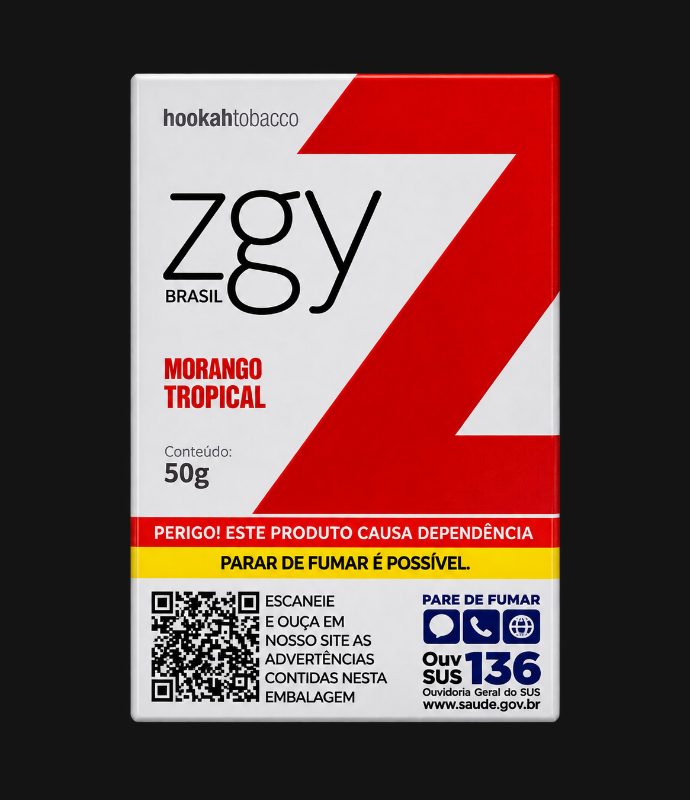 hookahtobacco
zgy
BRASIL
MORANGO
TROPICAL
Conteúdo:
50g
PERIGO! ESTE PRODUTO CAUSA DEPENDÊNCIA
PARAR DE FUMAR É POSSÍVEL.
ESCANEIE
E OUÇA EM
NOSSO SITE AS
ADVERTÊNCIAS
CONTIDAS NESTA
EMBALAGEM
PARE DE FUMAR
Ouv
SUS 136
Ouvidoria Geral do SUS
www.saude.gov.br